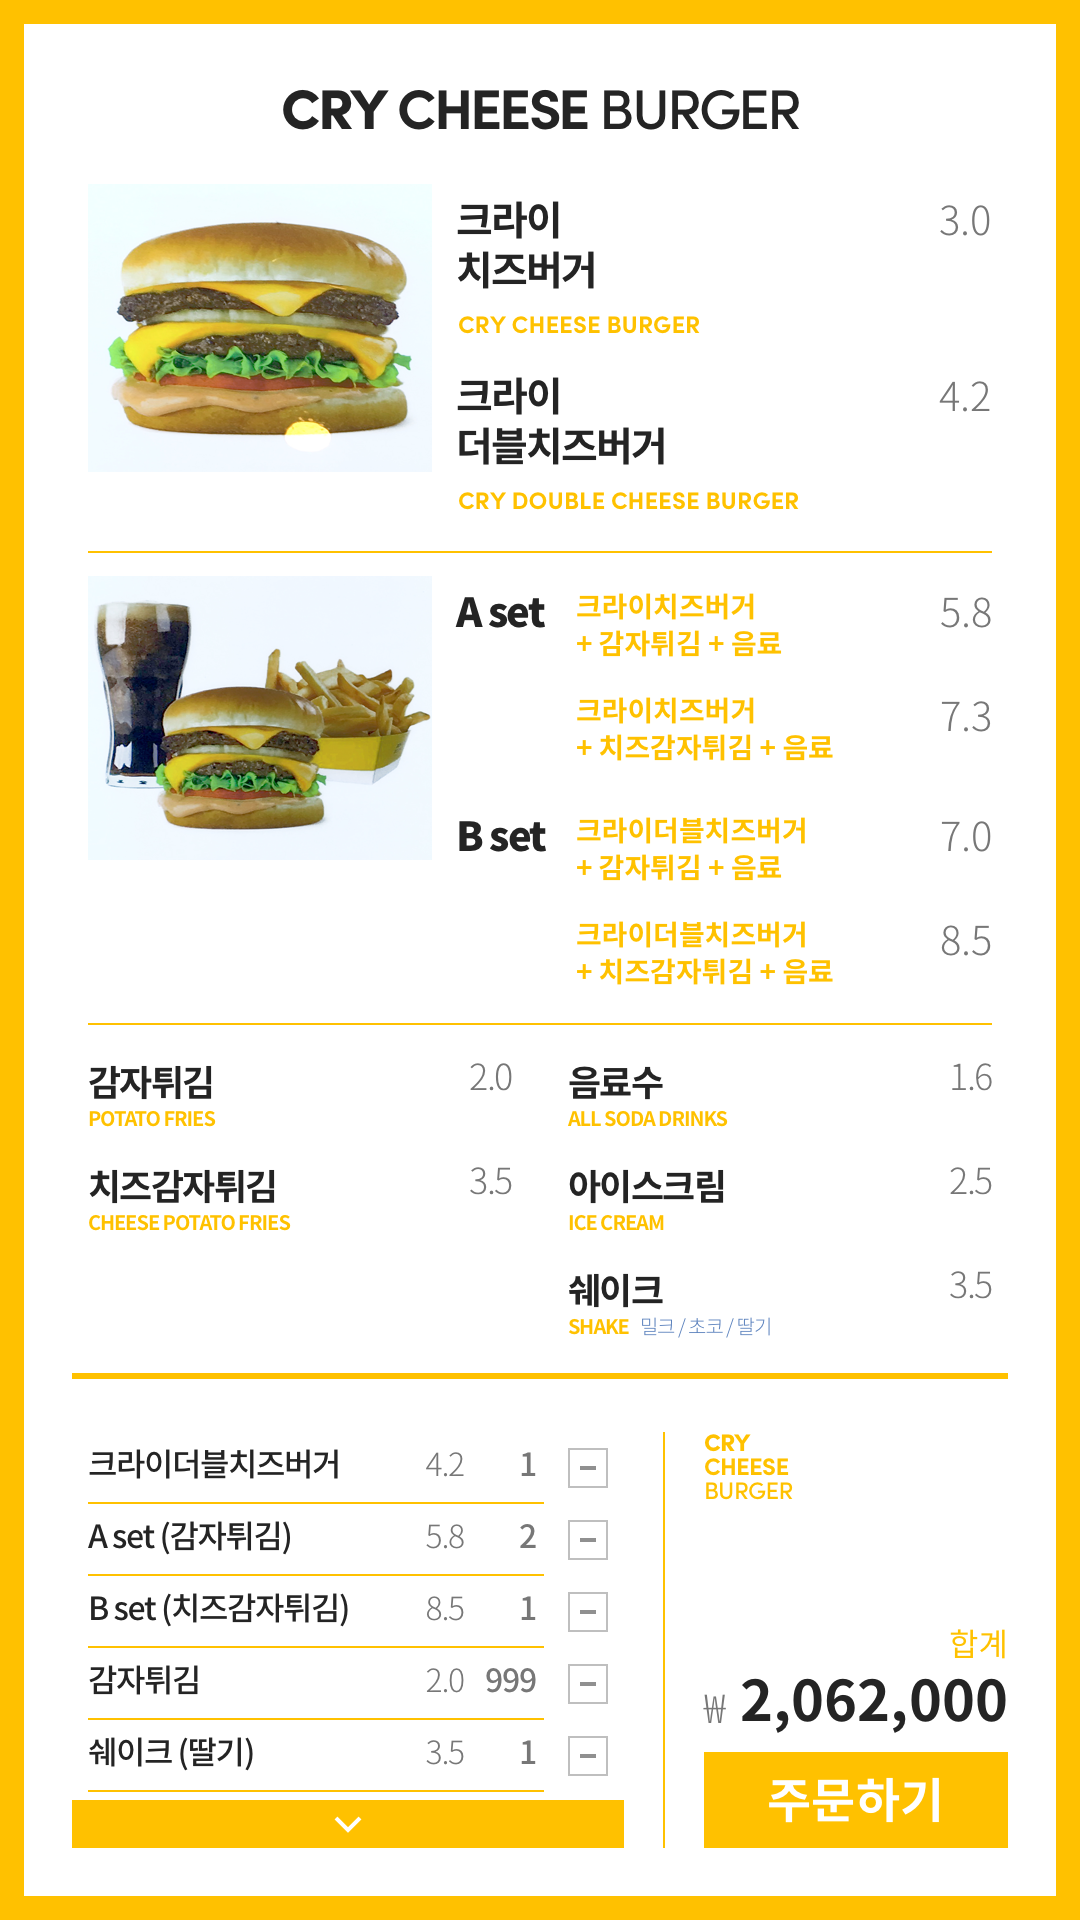 CRY CHEESE BURGER
크라이
치즈버거
3.0
CRY CHEESE BURGER
크라이
더블치즈버거
4.2
CRY DOUBLE CHEESE BURGER
A set
크라이치즈버거
+ 감자튀김 + 음료
5.8
크라이치즈버거
+ 치즈감자튀김 + 음료
7.3
B set
크라이더블치즈버거
+ 감자튀김 + 음료
7.0
크라이더블치즈버거
+ 치즈감자튀김 + 음료
8.5
감자튀김 2.0
POTATO FRIES
치즈감자튀김 3.5
CHEESE POTATO FRIES
음료수 1.6
ALL SODA DRINKS
아이스크림 2.5
ICE CREAM
쉐이크 3.5
SHAKE 밀크 / 초코 / 딸기
크라이더블치즈버거 4.2 1
A set (감자튀김) 5.8 2
B set (치즈감자튀김) 8.5 1
감자튀김 2.0 999
쉐이크 (딸기) 3.5 1
CRY
CHEESE
BURGER
합계
₩ 2,062,000
주문하기